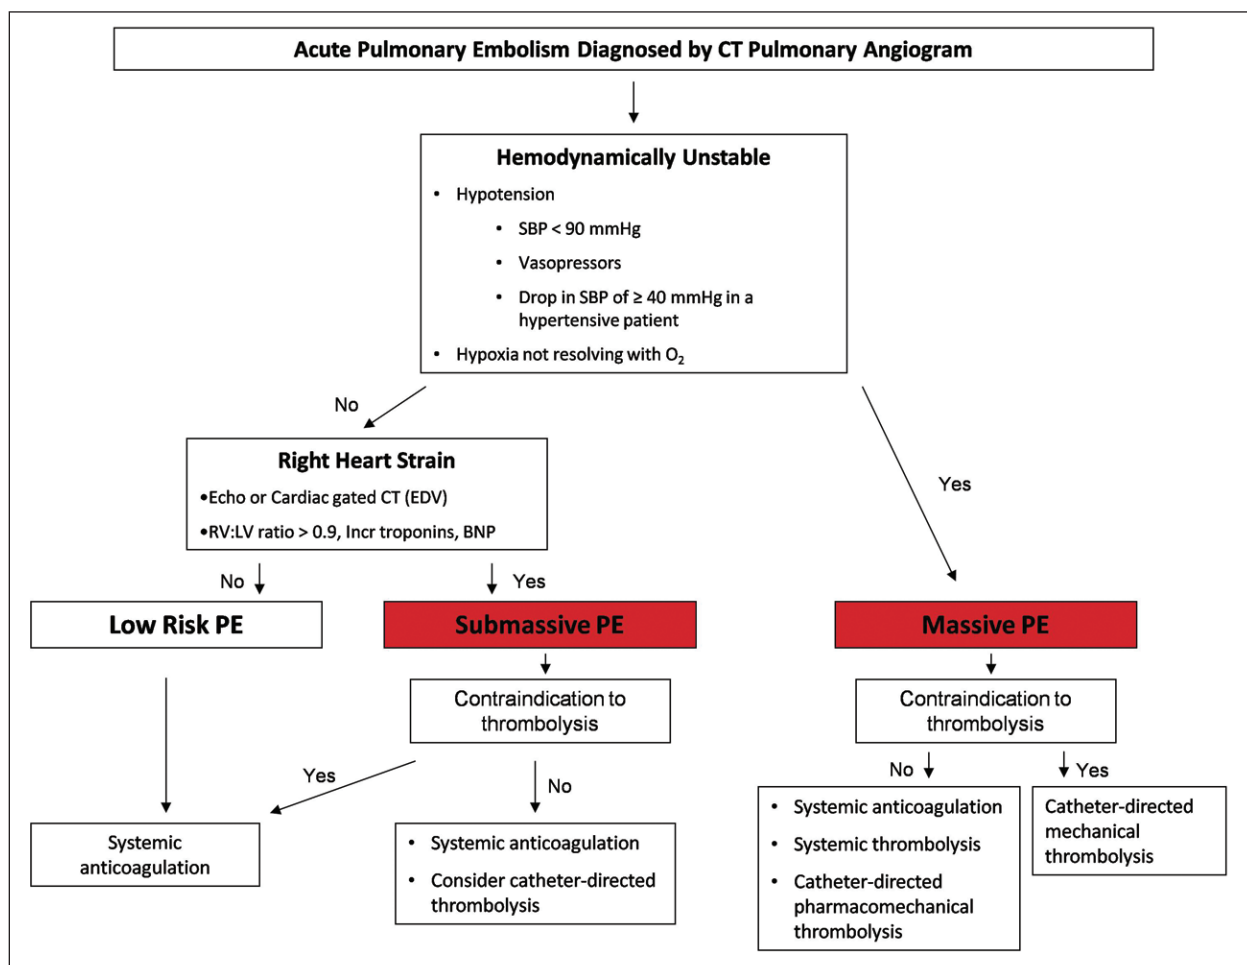 Acute Pulmonary Embolism Diagnosed by CT Pulmonary Angiogram
Hemodynamically Unstable
• Hypotension
• SBP < 90 mmHg
• Vasopressors
• Drop in SBP of ≥ 40 mmHg in a
hypertensive patient
• Hypoxia not resolving with O₂
No
Yes
Right Heart Strain
•Echo or Cardiac gated CT (EDV)
•RV:LV ratio > 0.9, Incr troponins, BNP
No
Yes
Low Risk PE
Submassive PE
Massive PE
Contraindication to
thrombolysis
Contraindication to
thrombolysis
Yes
No
No
Yes
Systemic
anticoagulation
• Systemic anticoagulation
• Consider catheter-directed
thrombolysis
• Systemic anticoagulation
• Systemic thrombolysis
• Catheter-directed
pharmacomechanical
thrombolysis
Catheter-directed
mechanical
thrombolysis